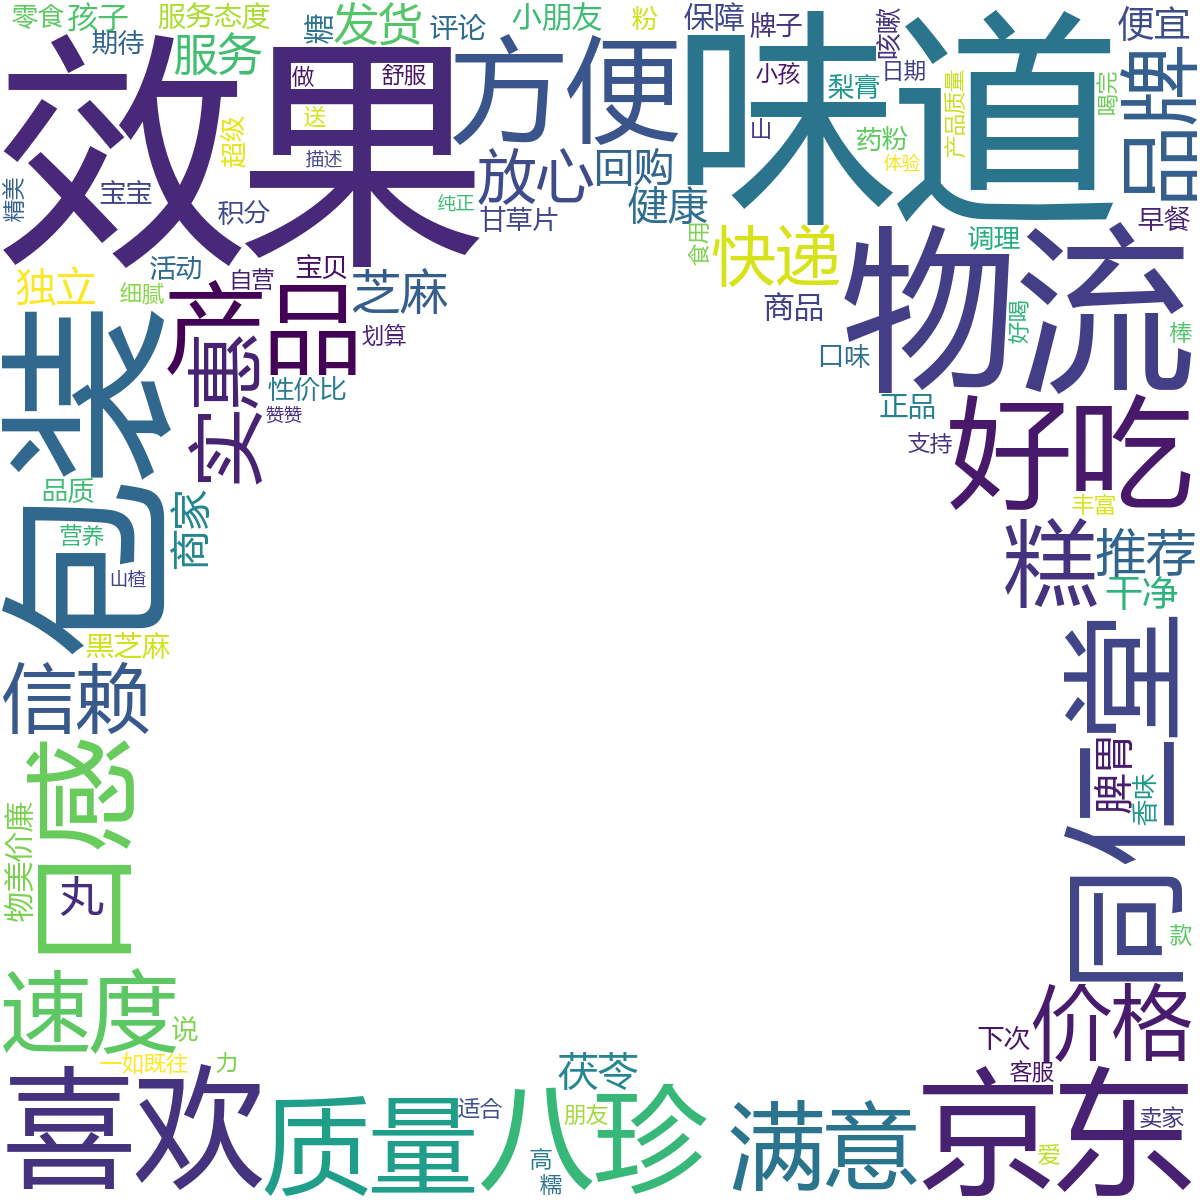 零食
孩子
服务态度
期待
服务
糖
发货
评论
小朋友
粉
保障
牌子
咳嗽
便宜
效果
做
舒服
送
超级
描述
方便
味道
小孩
梨膏
日期
山
药粉
体验
产品质量
喝完
品牌
精美
宝宝
积分
纯正
放心
回购
甘草片
健康
食用
快递
早餐
调理
独立
活动
细腻
自营
宝贝
芝麻
商品
物流
好喝
棒
口味
产品
实惠
划算
性价比
赞赞
正品
支持
好吃
丰富
包装
品质
营养
山楂
商家
糕
推荐
干净
黑芝麻
信赖
同仁堂
脾胃
香味
口感
丸
物美价廉
款
速度
说
一如既往
力
价格
下次
客服
喜欢
质量
适合
茯苓
八珍
朋友
高
糯
满意
京东
卖家
爱